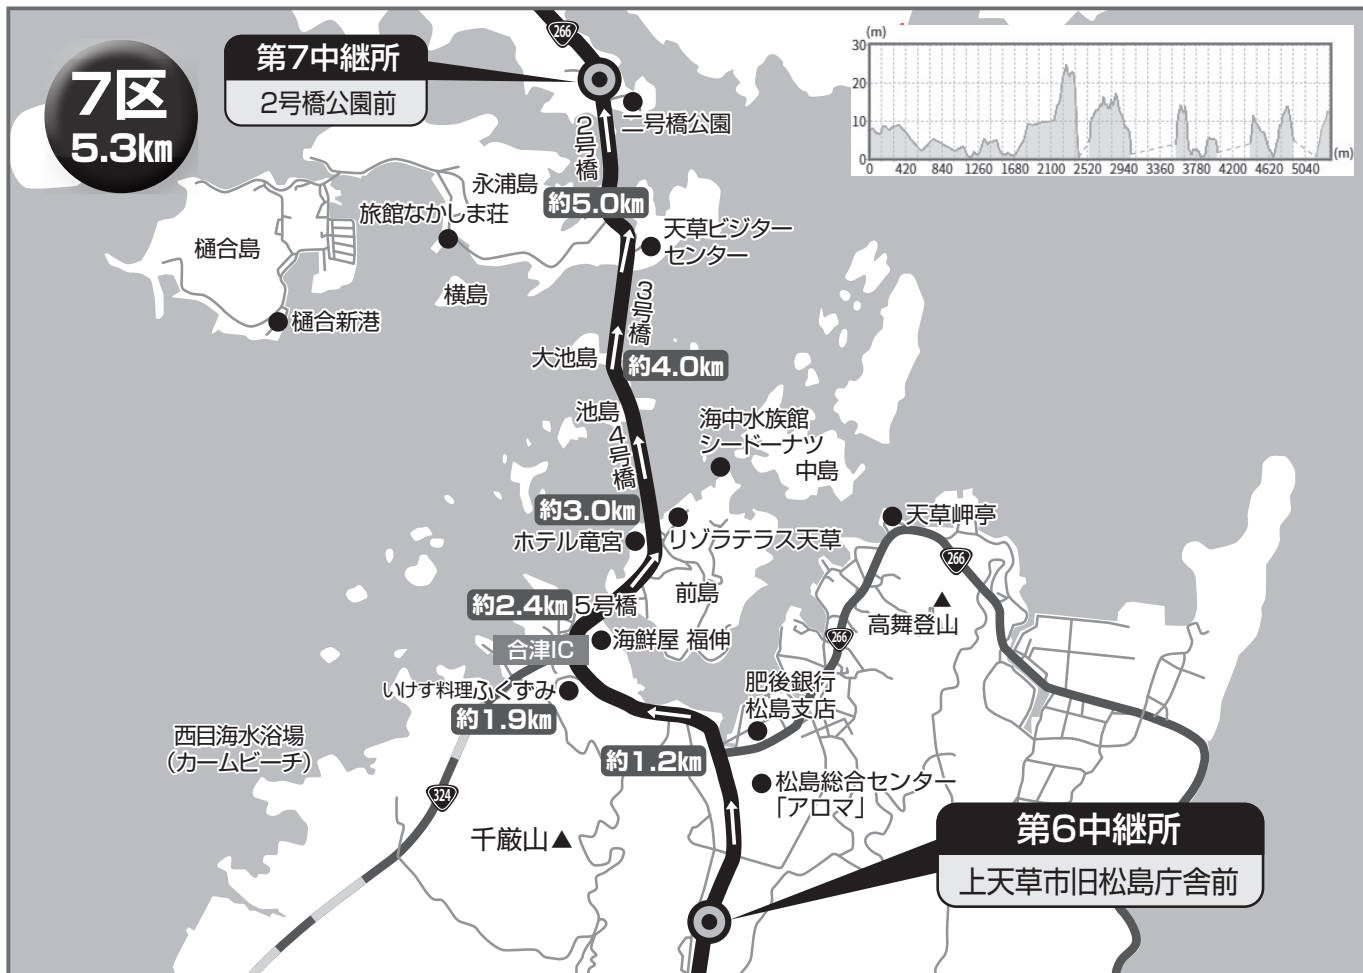 7区
5.3km
第7中継所
2号橋公園前
266
二号橋公園
2号橋
(m)
30
20
10
0
0 420 840 1260 1680 2100 2520 2940 3360 3780 4200 4620 5040
(m)
永浦島
約5.0km
旅館なかしま荘
天草ビジター
センター
樋合島
横島
3号橋
樋合新港
大池島
約4.0km
池島
4号橋
海中水族館
シードーナツ
中島
約3.0km
天草岬亭
ホテル竜宮
リゾラテラス天草
266
前島
約2.4km
5号橋
高舞登山
266
海鮮屋 福伸
合津IC
いけす料理ふくずみ
肥後銀行
松島支店
約1.9km
西目海水浴場
(カームビーチ)
約1.2km
松島総合センター
「アロマ」
324
千厳山
第6中継所
上天草市旧松島庁舎前